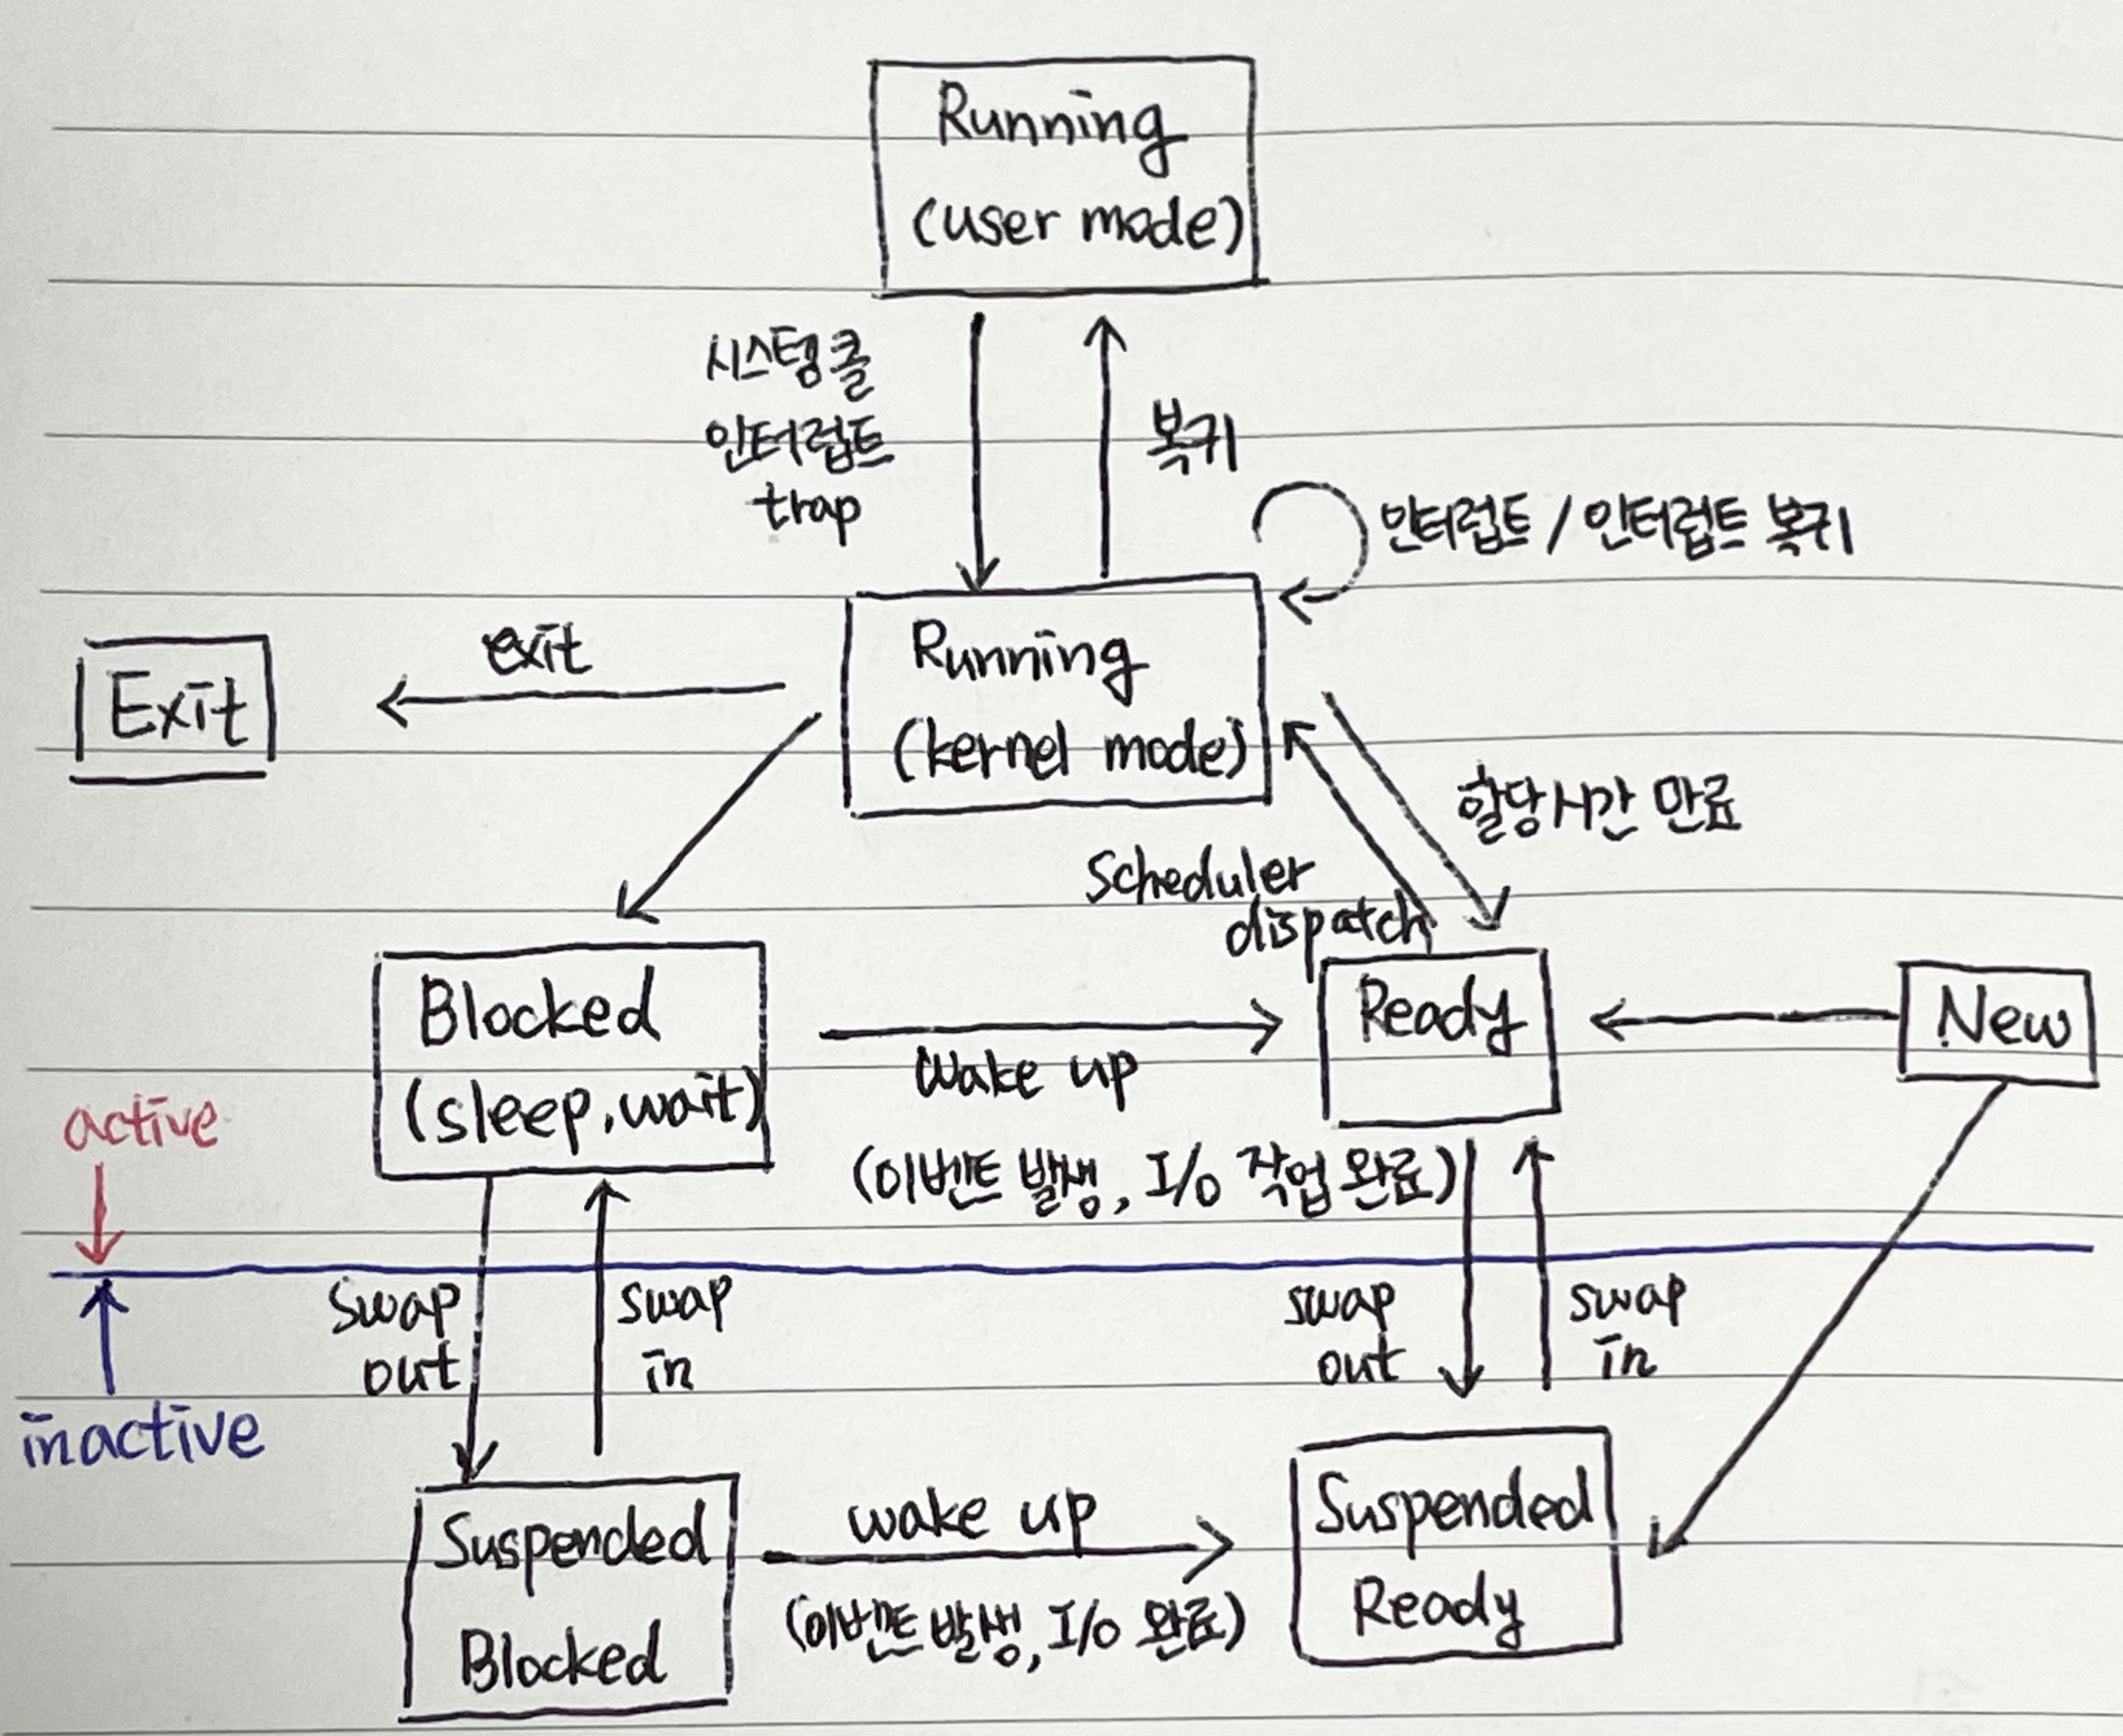 Running
(user mode)
시스템 콜
인터럽트
trap
복귀
인터럽트 / 인터럽트 복귀
Exit
exit
Running
(kernel mode)
할당시간 만료
Scheduler
dispatch
Blocked
(sleep, wait)
wake up
(이벤트 발생, I/O 작업 완료)
Ready
New
active
inactive
swap
out
swap
in
swap
out
swap
in
Suspended
Blocked
wake up
(이벤트 발생, I/O 완료)
Suspended
Ready